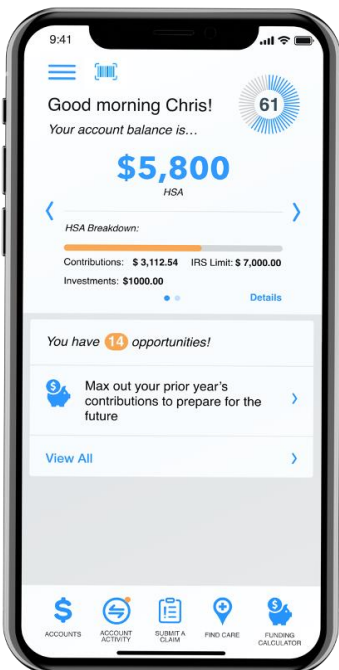 9:41
Good morning Chris!
61
Your account balance is...
$5,800
HSA
HSA Breakdown:
Contributions: $ 3,112.54 IRS Limit: $ 7,000.00
Investments: $1000.00
Details
You have 14 opportunities!
Max out your prior year's
contributions to prepare for the
future
View All
ACCOUNTS
ACCOUNT
ACTIVITY
SUBMIT A
CLAIM
FIND CARE
FUNDING
CALCULATOR